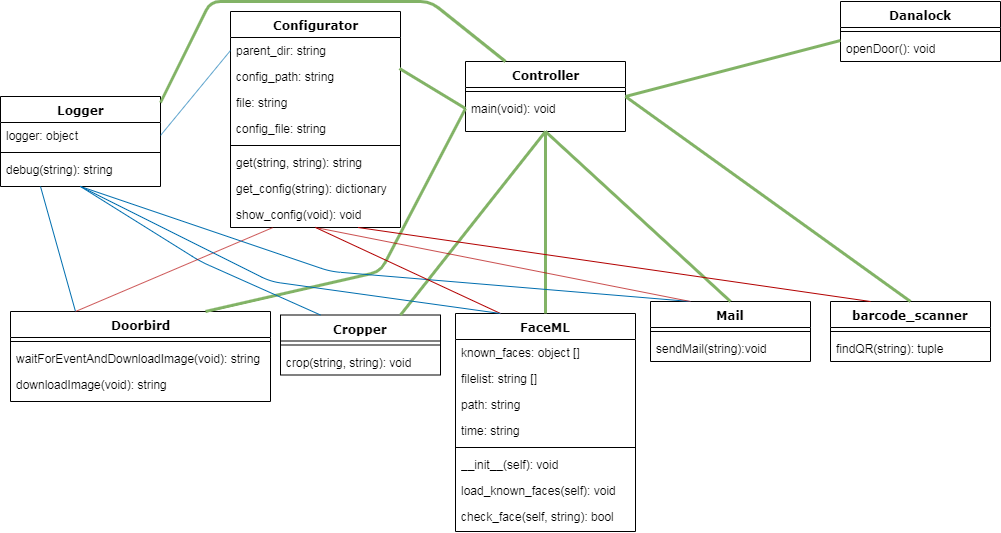 Configurator
parent_dir: string
config_path: string
file: string
config_file: string
get(string, string): string
get_config(string): dictionary
show_config(void): void
Danalock
openDoor(): void
Controller
main(void): void
Logger
logger: object
debug(string): string
Doorbird
waitForEventAndDownloadImage(void): string
downloadImage(void): string
Cropper
crop(string, string): void
FaceML
known_faces: object []
filelist: string []
path: string
time: string
__init__(self): void
load_known_faces(self): void
check_face(self, string): bool
Mail
sendMail(string):void
barcode_scanner
findQR(string): tuple